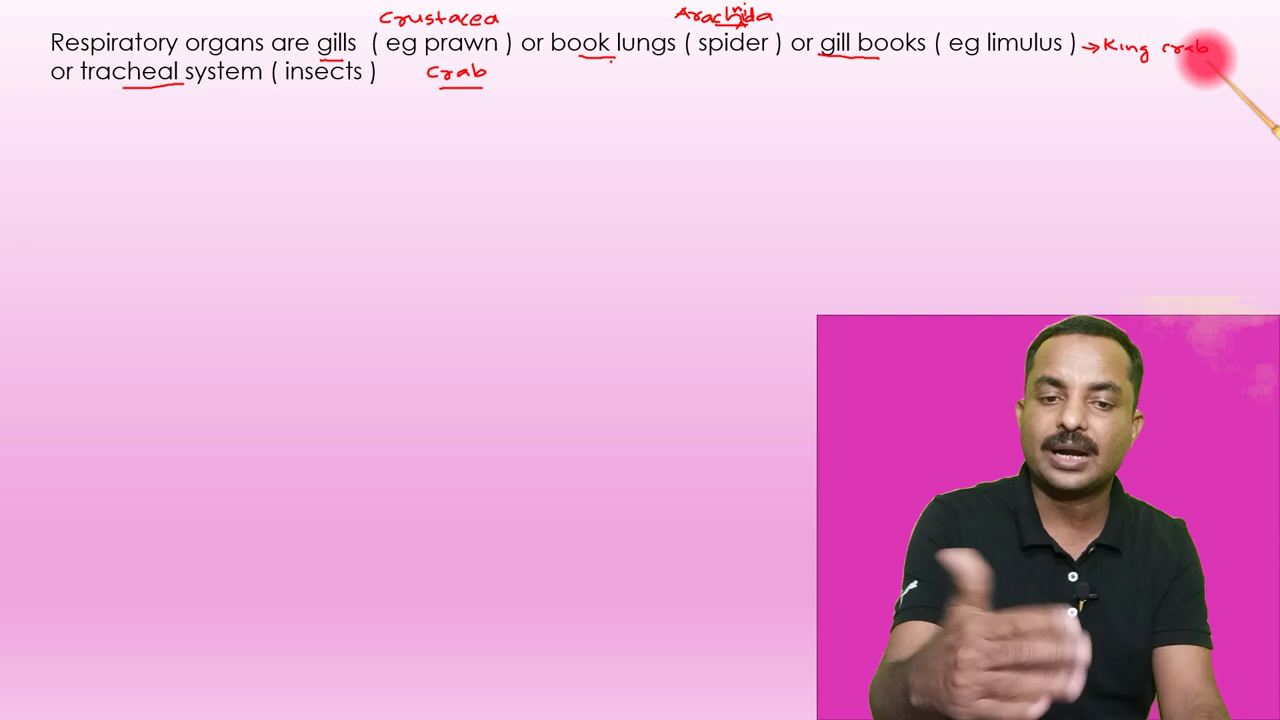 Crustacea Arachnida
Respiratory organs are gills ( eg prawn ) or book lungs ( spider ) or gill books ( eg limulus ) → King crab
or tracheal system ( insects ) Crab